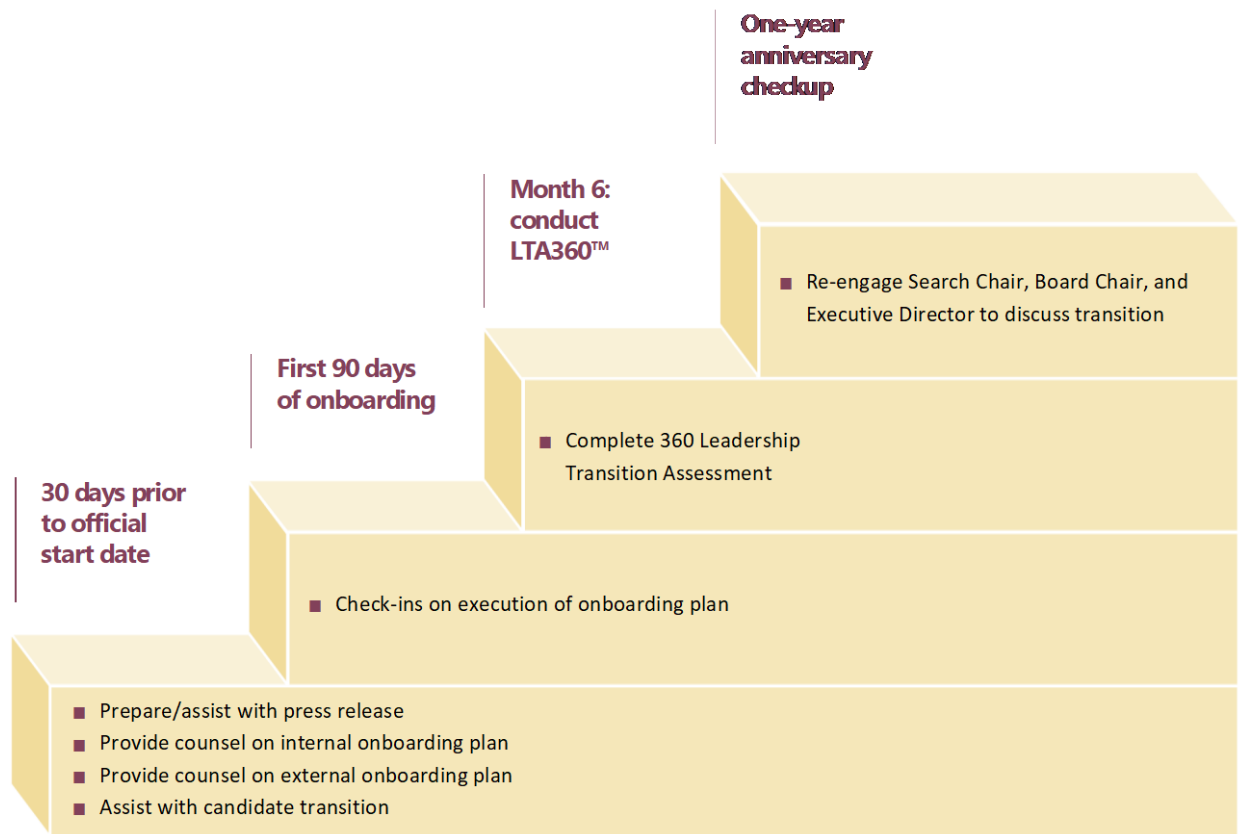 One-year
anniversary
checkup
Month 6:
conduct
LTA360™
■ Re-engage Search Chair, Board Chair, and
Executive Director to discuss transition
First 90 days
of onboarding
■ Complete 360 Leadership
Transition Assessment
30 days prior
to official
start date
■ Check-ins on execution of onboarding plan
■ Prepare/assist with press release
■ Provide counsel on internal onboarding plan
■ Provide counsel on external onboarding plan
■ Assist with candidate transition